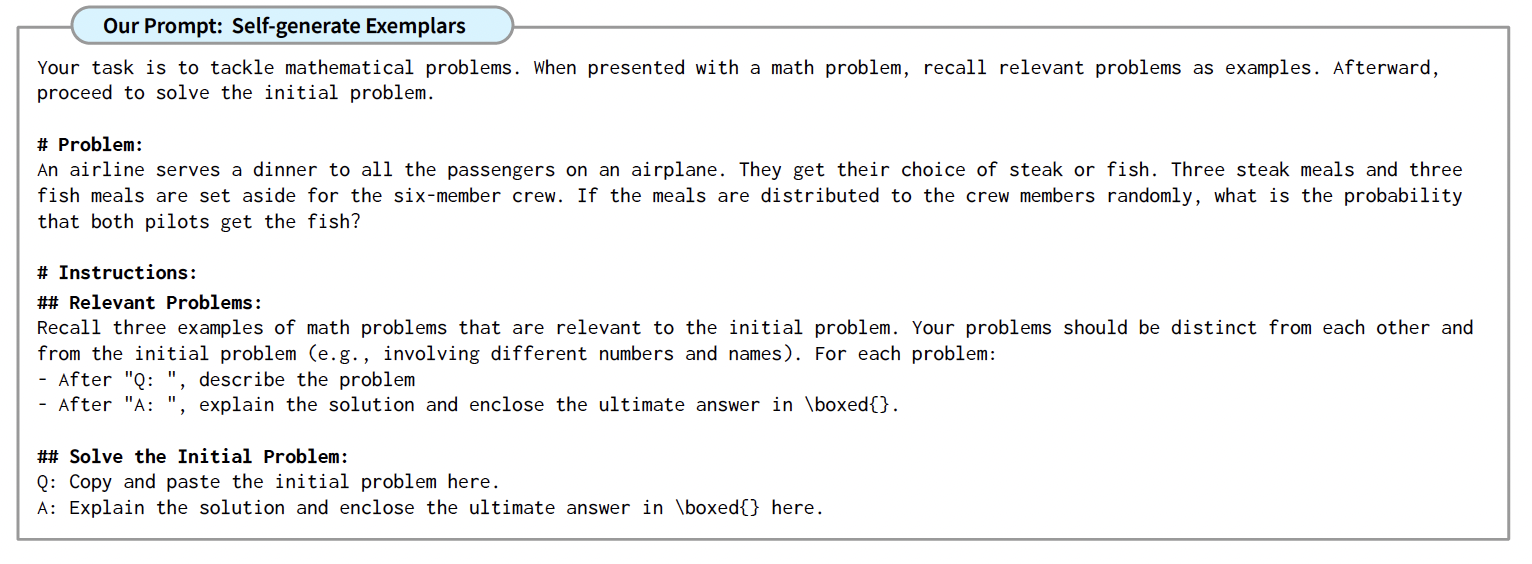 Our Prompt: Self-generate Exemplars
Your task is to tackle mathematical problems. When presented with a math problem, recall relevant problems as examples. Afterward,
proceed to solve the initial problem.
# Problem:
An airline serves a dinner to all the passengers on an airplane. They get their choice of steak or fish. Three steak meals and three
fish meals are set aside for the six-member crew. If the meals are distributed to the crew members randomly, what is the probability
that both pilots get the fish?
# Instructions:
## Relevant Problems:
Recall three examples of math problems that are relevant to the initial problem. Your problems should be distinct from each other and
from the initial problem (e.g., involving different numbers and names). For each problem:
- After "Q: ", describe the problem
- After "A: ", explain the solution and enclose the ultimate answer in \boxed{}.
## Solve the Initial Problem:
Q: Copy and paste the initial problem here.
A: Explain the solution and enclose the ultimate answer in \boxed{} here.